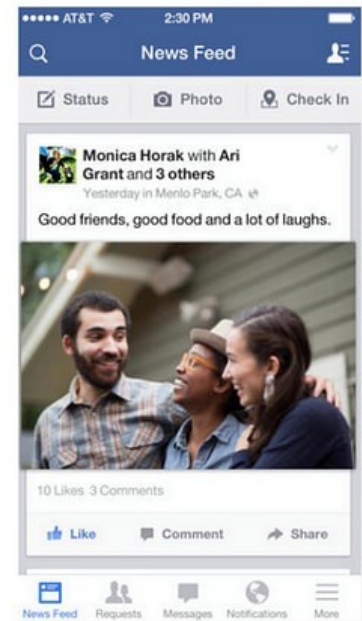 AT&T 2:30 PM
News Feed
Status Photo Check In
Monica Horak with Ari
Grant and 3 others
Yesterday in Menlo Park, CA
Good friends, good food and a lot of laughs.
10 Likes 3 Comments
Like Comment Share
News Feed Requests Messages Notifications More